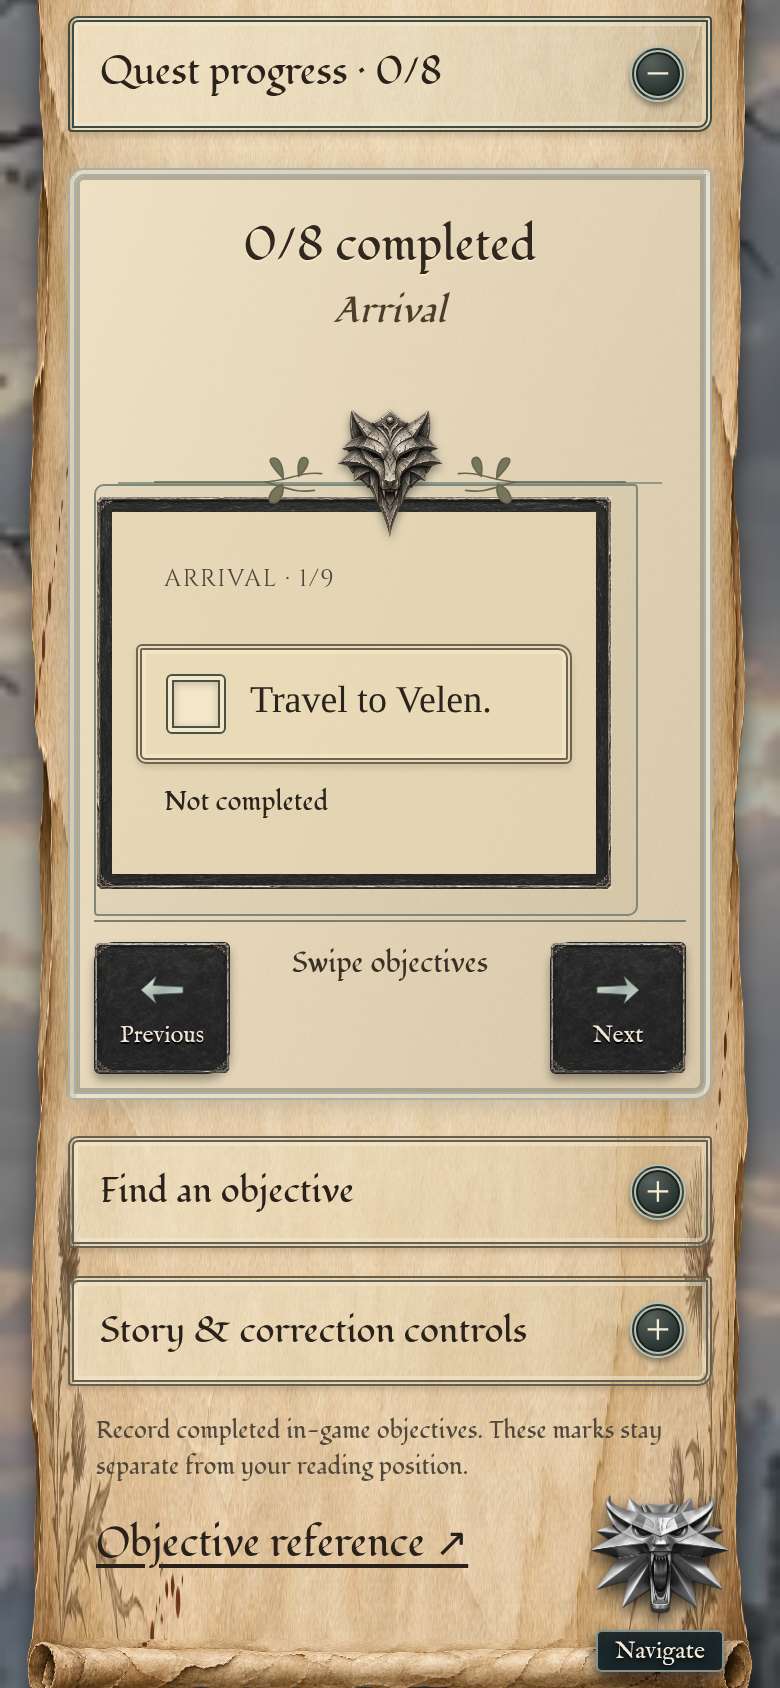 Quest progress · 0/8
0/8 completed
Arrival
ARRIVAL · 1/9
Travel to Velen.
Not completed
Swipe objectives
Previous
Next
Find an objective
Story & correction controls
Record completed in-game objectives. These marks stay
separate from your reading position.
Objective reference ↗
Navigate